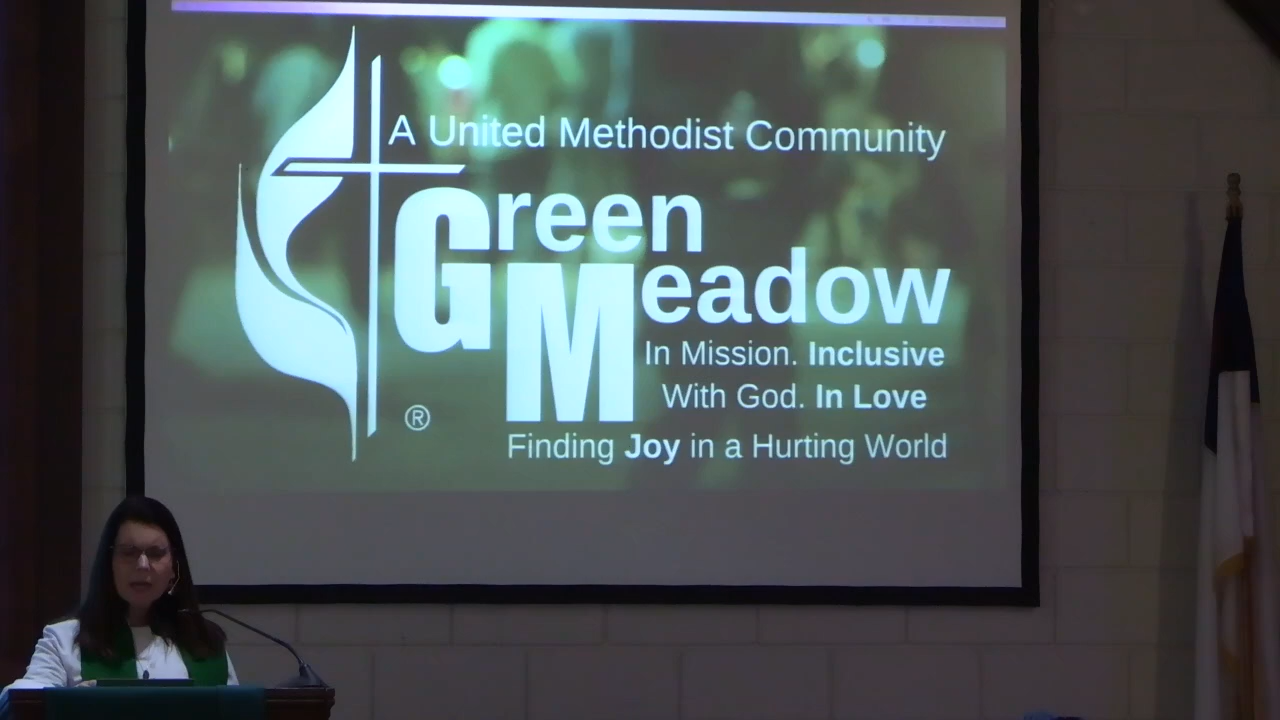 A United Methodist Community
Green
Meadow
In Mission. Inclusive
With God. In Love
®
Finding Joy in a Hurting World